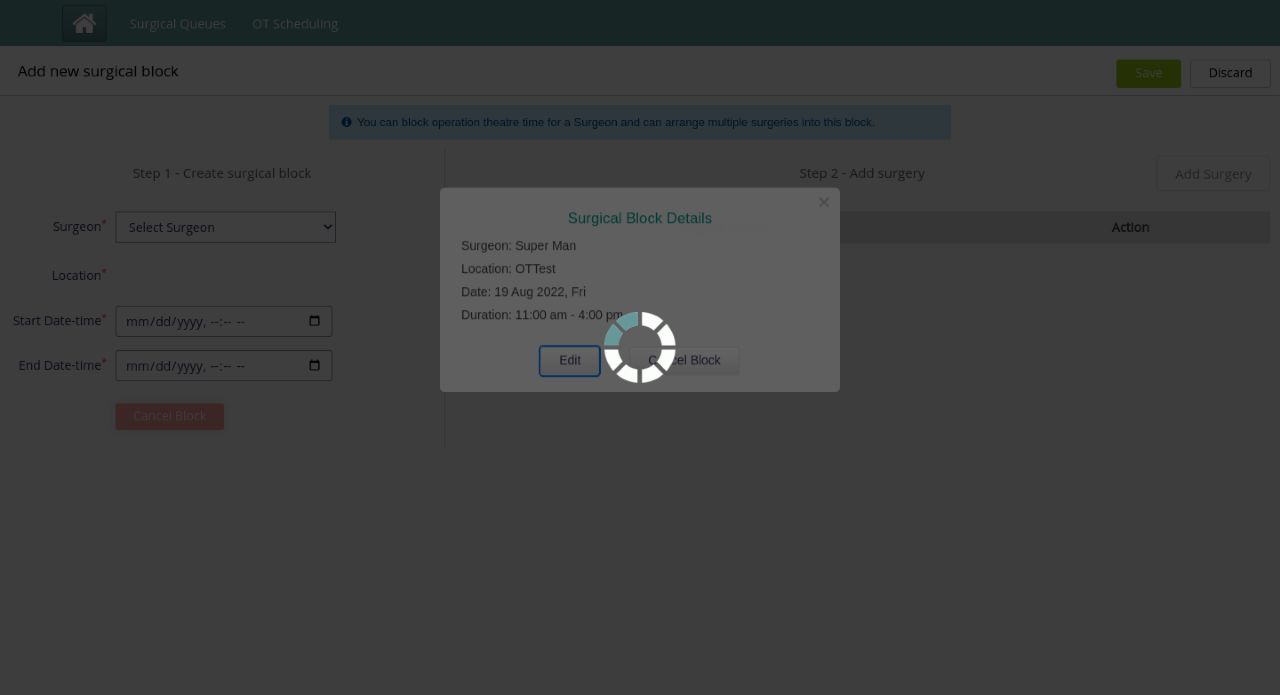 Surgical Queues OT Scheduling
Add new surgical block
Save Discard
You can block operation theatre time for a Surgeon and can arrange multiple surgeries into this block.
Step 1 - Create surgical block
Step 2 - Add surgery
Add Surgery
Surgeon* Select Surgeon
Action
Location*
Start Date-time* mm/dd/yyyy, --:-- --
End Date-time* mm/dd/yyyy, --:-- --
Cancel Block
×
Surgical Block Details
Surgeon: Super Man
Location: OTTest
Date: 19 Aug 2022, Fri
Duration: 11:00 am - 4:00 pm
Edit Cancel Block